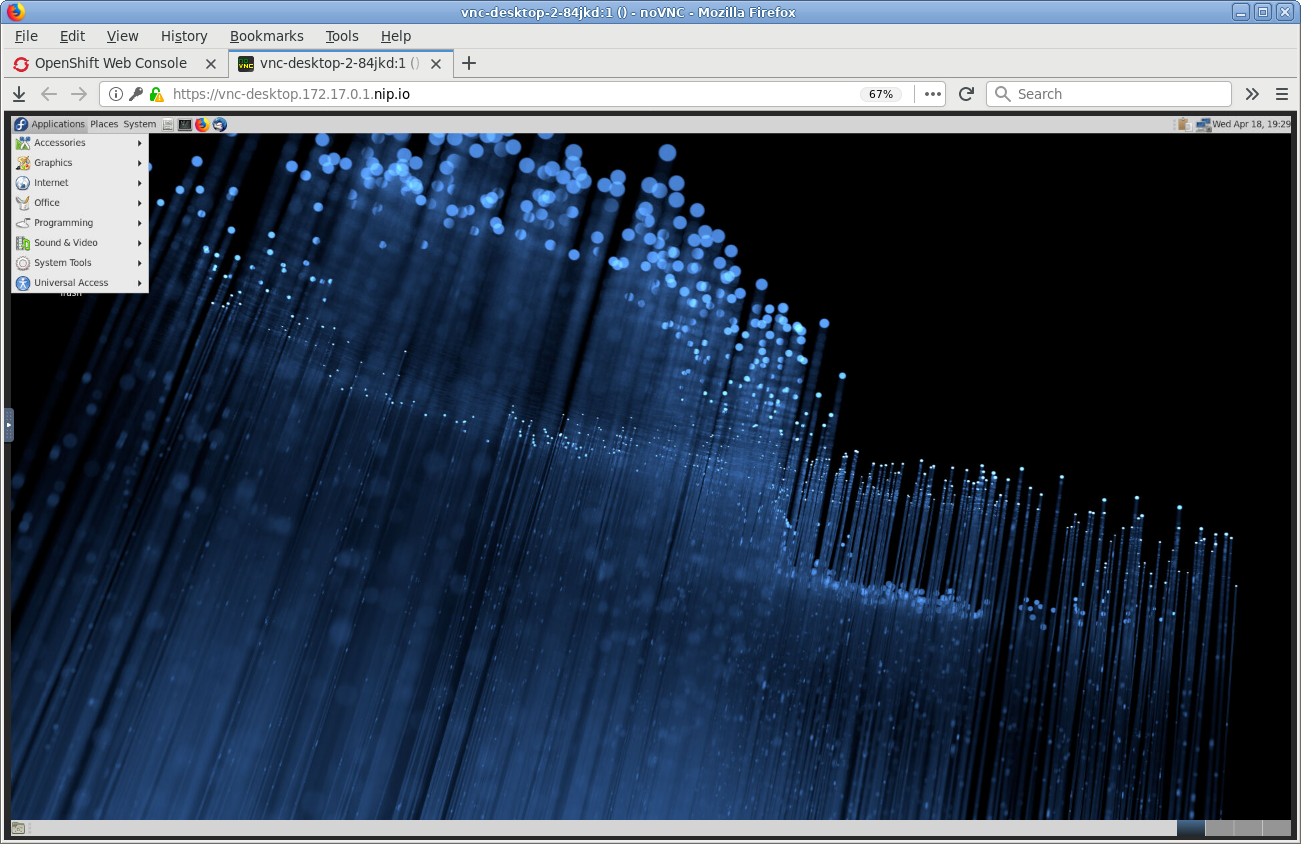 vnc-desktop-2-84jkd:1 () - noVNC - Mozilla Firefox
File Edit View History Bookmarks Tools Help
OpenShift Web Console
vnc-desktop-2-84jkd:1 ()
https://vnc-desktop.172.17.0.1.nip.io
67%
Search
Applications Places System
Wed Apr 18, 19:29
Accessories
Graphics
Internet
Office
Programming
Sound & Video
System Tools
Universal Access
Trash